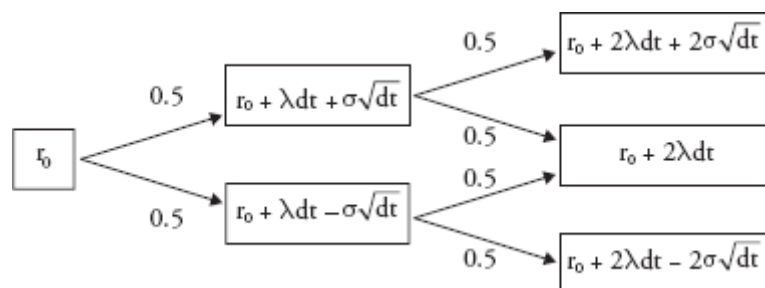 0.5
r₀ + 2λdt + 2σ√dt
0.5
r₀ + λdt + σ√dt
0.5
r₀
r₀ + 2λdt
0.5
0.5
r₀ + λdt – σ√dt
0.5
r₀ + 2λdt – 2σ√dt